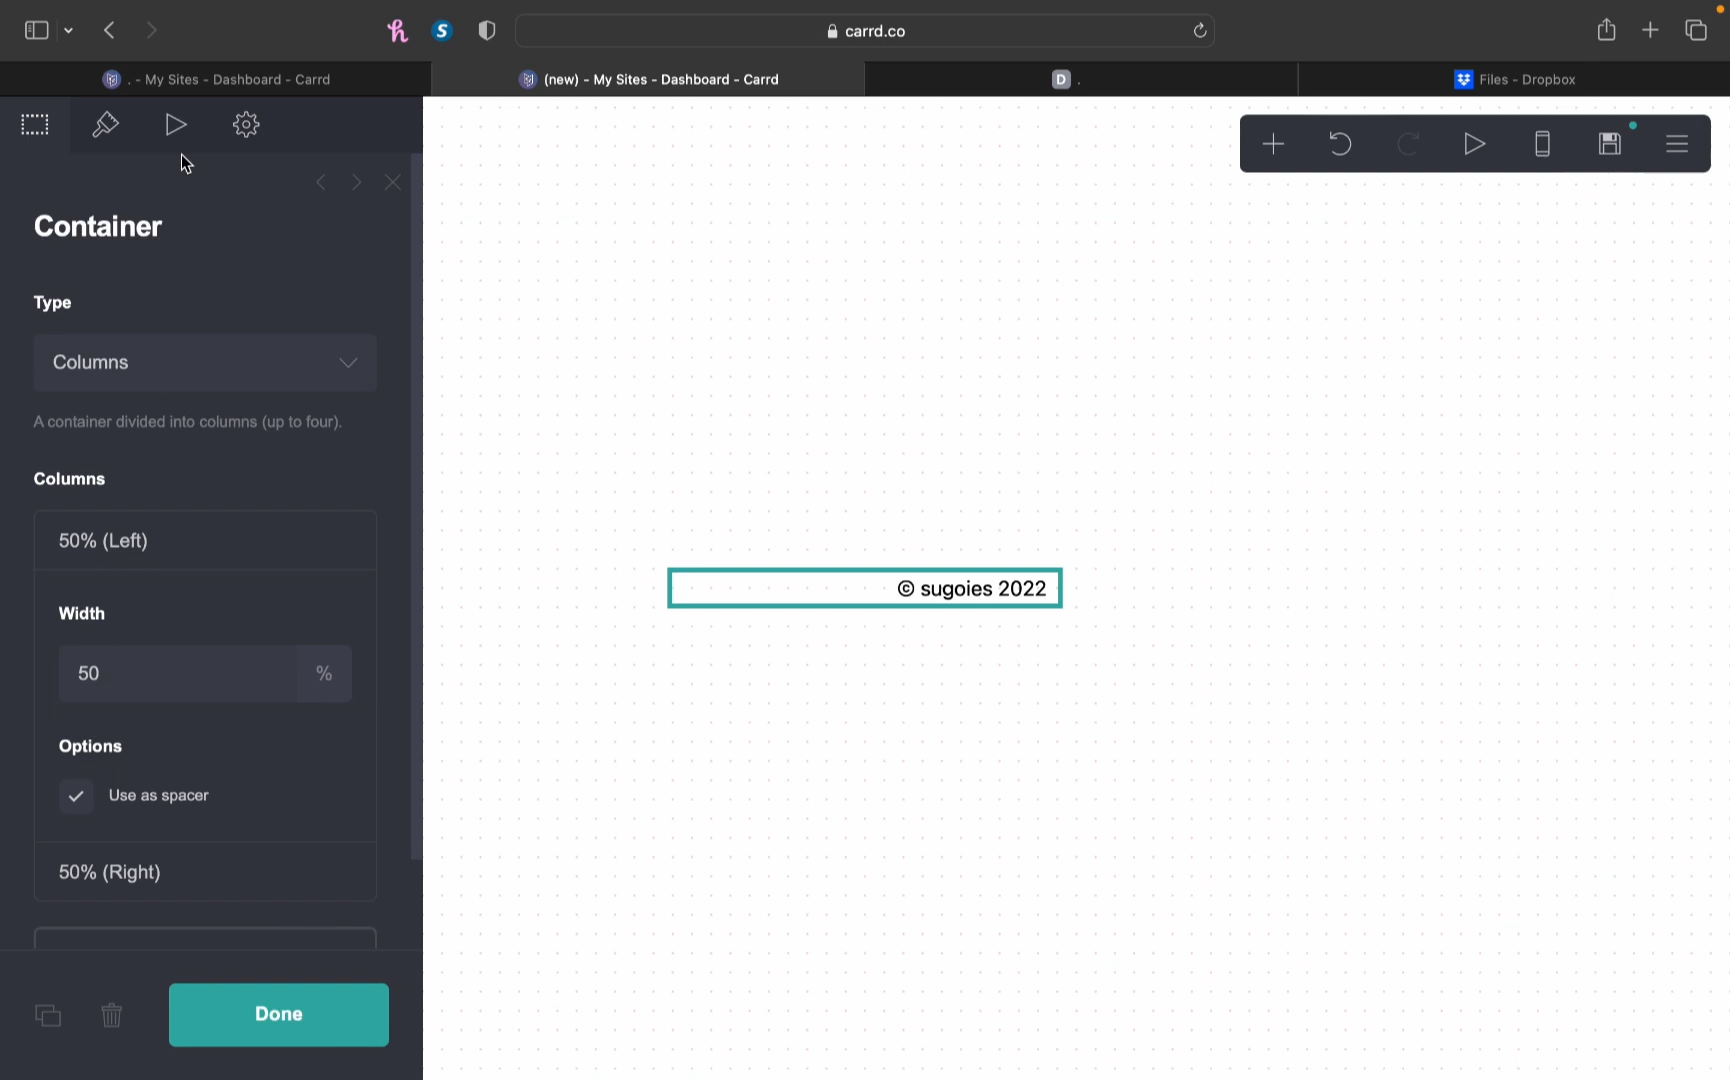 carrd.co
. - My Sites - Dashboard - Carrd
(new) - My Sites - Dashboard - Carrd
D .
Files - Dropbox
Container
Type
Columns
A container divided into columns (up to four).
Columns
50% (Left)
Width
50 %
Options
Use as spacer
50% (Right)
Done
© sugoies 2022